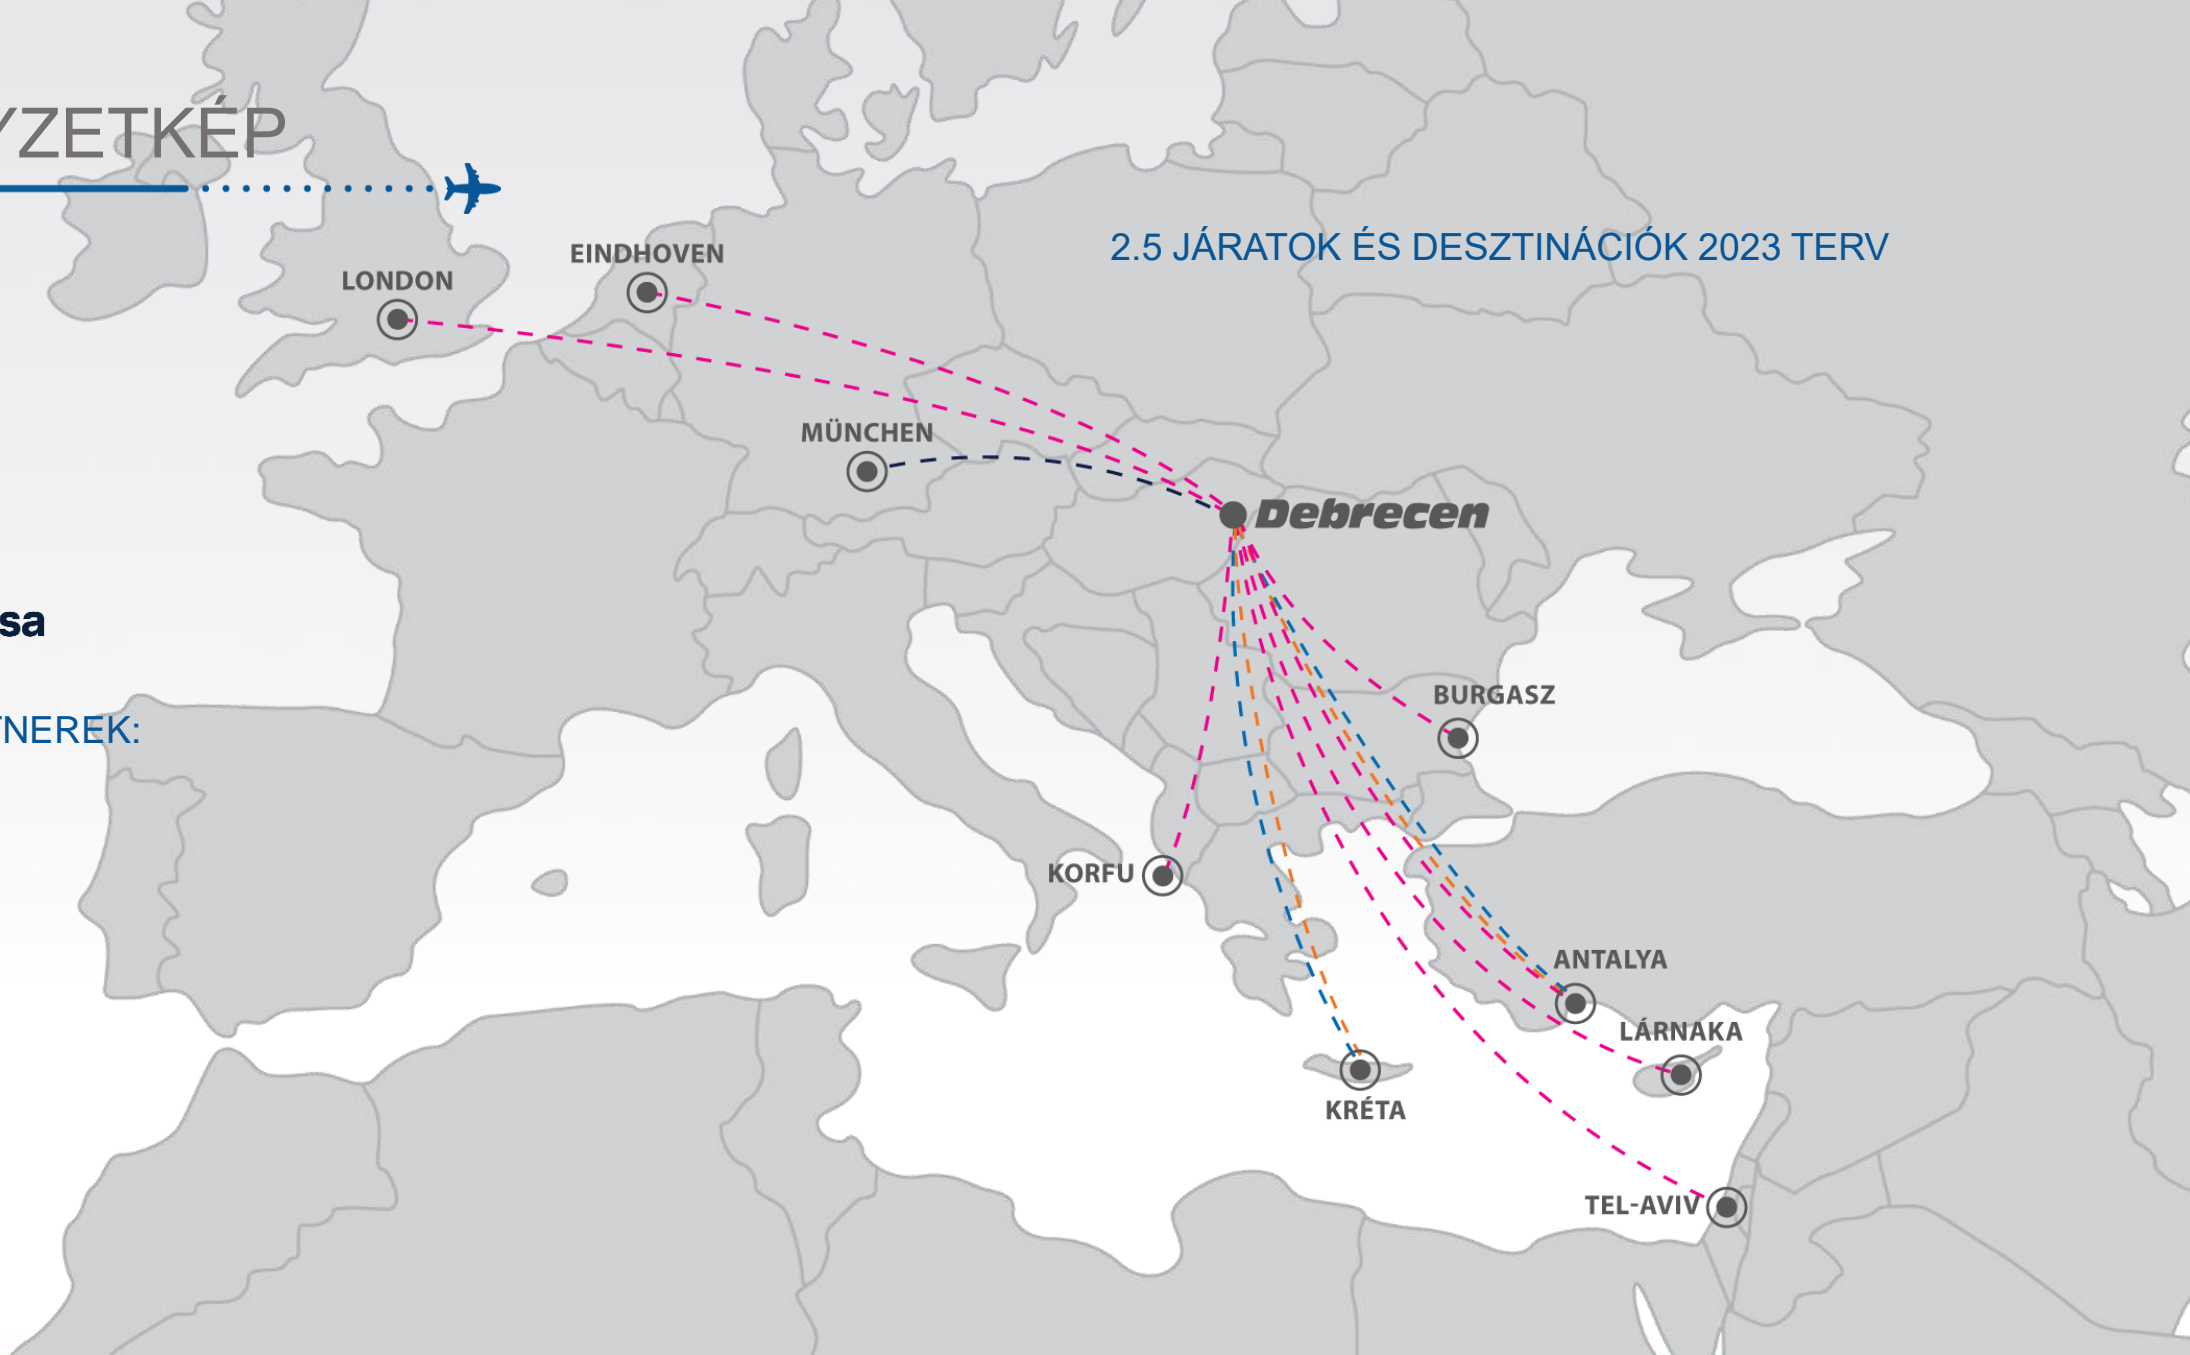 YZETKÉP
2.5 JÁRATOK ÉS DESZTINÁCIÓK 2023 TERV
EINDHOVEN
LONDON
MÜNCHEN
Debrecen
sa
BURGASZ
TNEREK:
KORFU
ANTALYA
LÁRNAKA
KRÉTA
TEL-AVIV